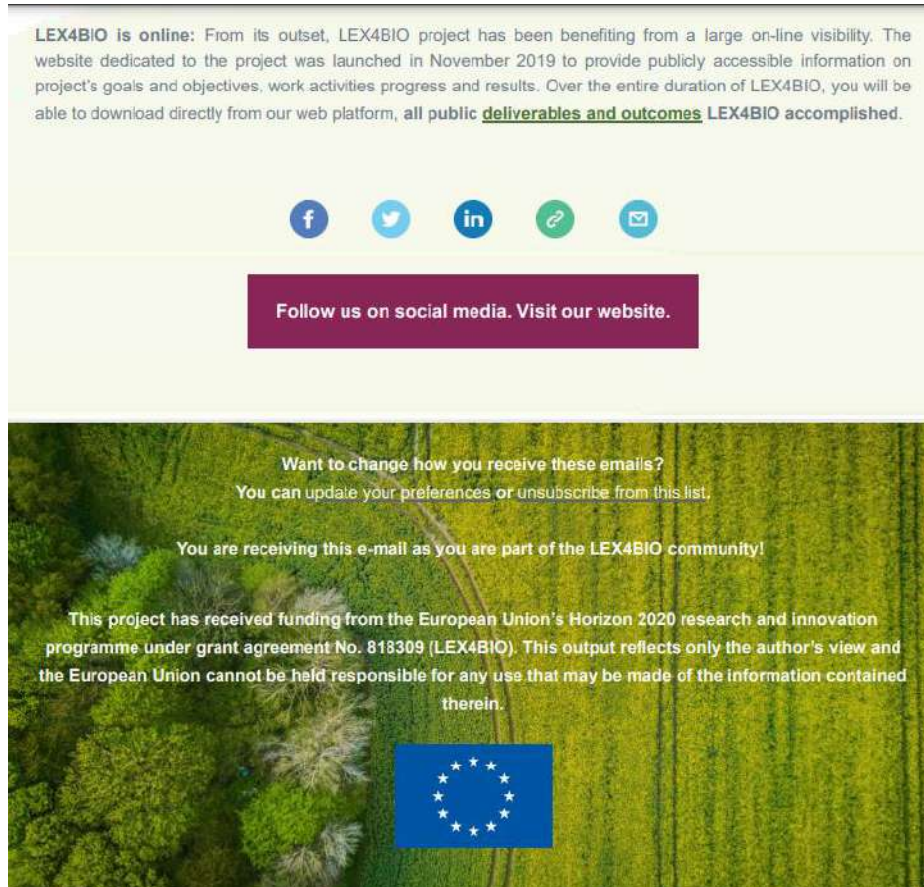 LEX4BIO is online: From its outset, LEX4BIO project has been benefiting from a large on-line visibility. The
website dedicated to the project was launched in November 2019 to provide publicly accessible information on
project's goals and objectives, work activities progress and results. Over the entire duration of LEX4BIO, you will be
able to download directly from our web platform, all public deliverables and outcomes LEX4BIO accomplished.
f
in
Follow us on social media. Visit our website.
Want to change how you receive these emails?
You can update your preferences or unsubscribe from this list.
You are receiving this e-mail as you are part of the LEX4BIO community!
This project has received funding from the European Union's Horizon 2020 research and innovation
programme under grant agreement No. 818309 (LEX4BIO). This output reflects only the author's view and
the European Union cannot be held responsible for any use that may be made of the information contained
therein.